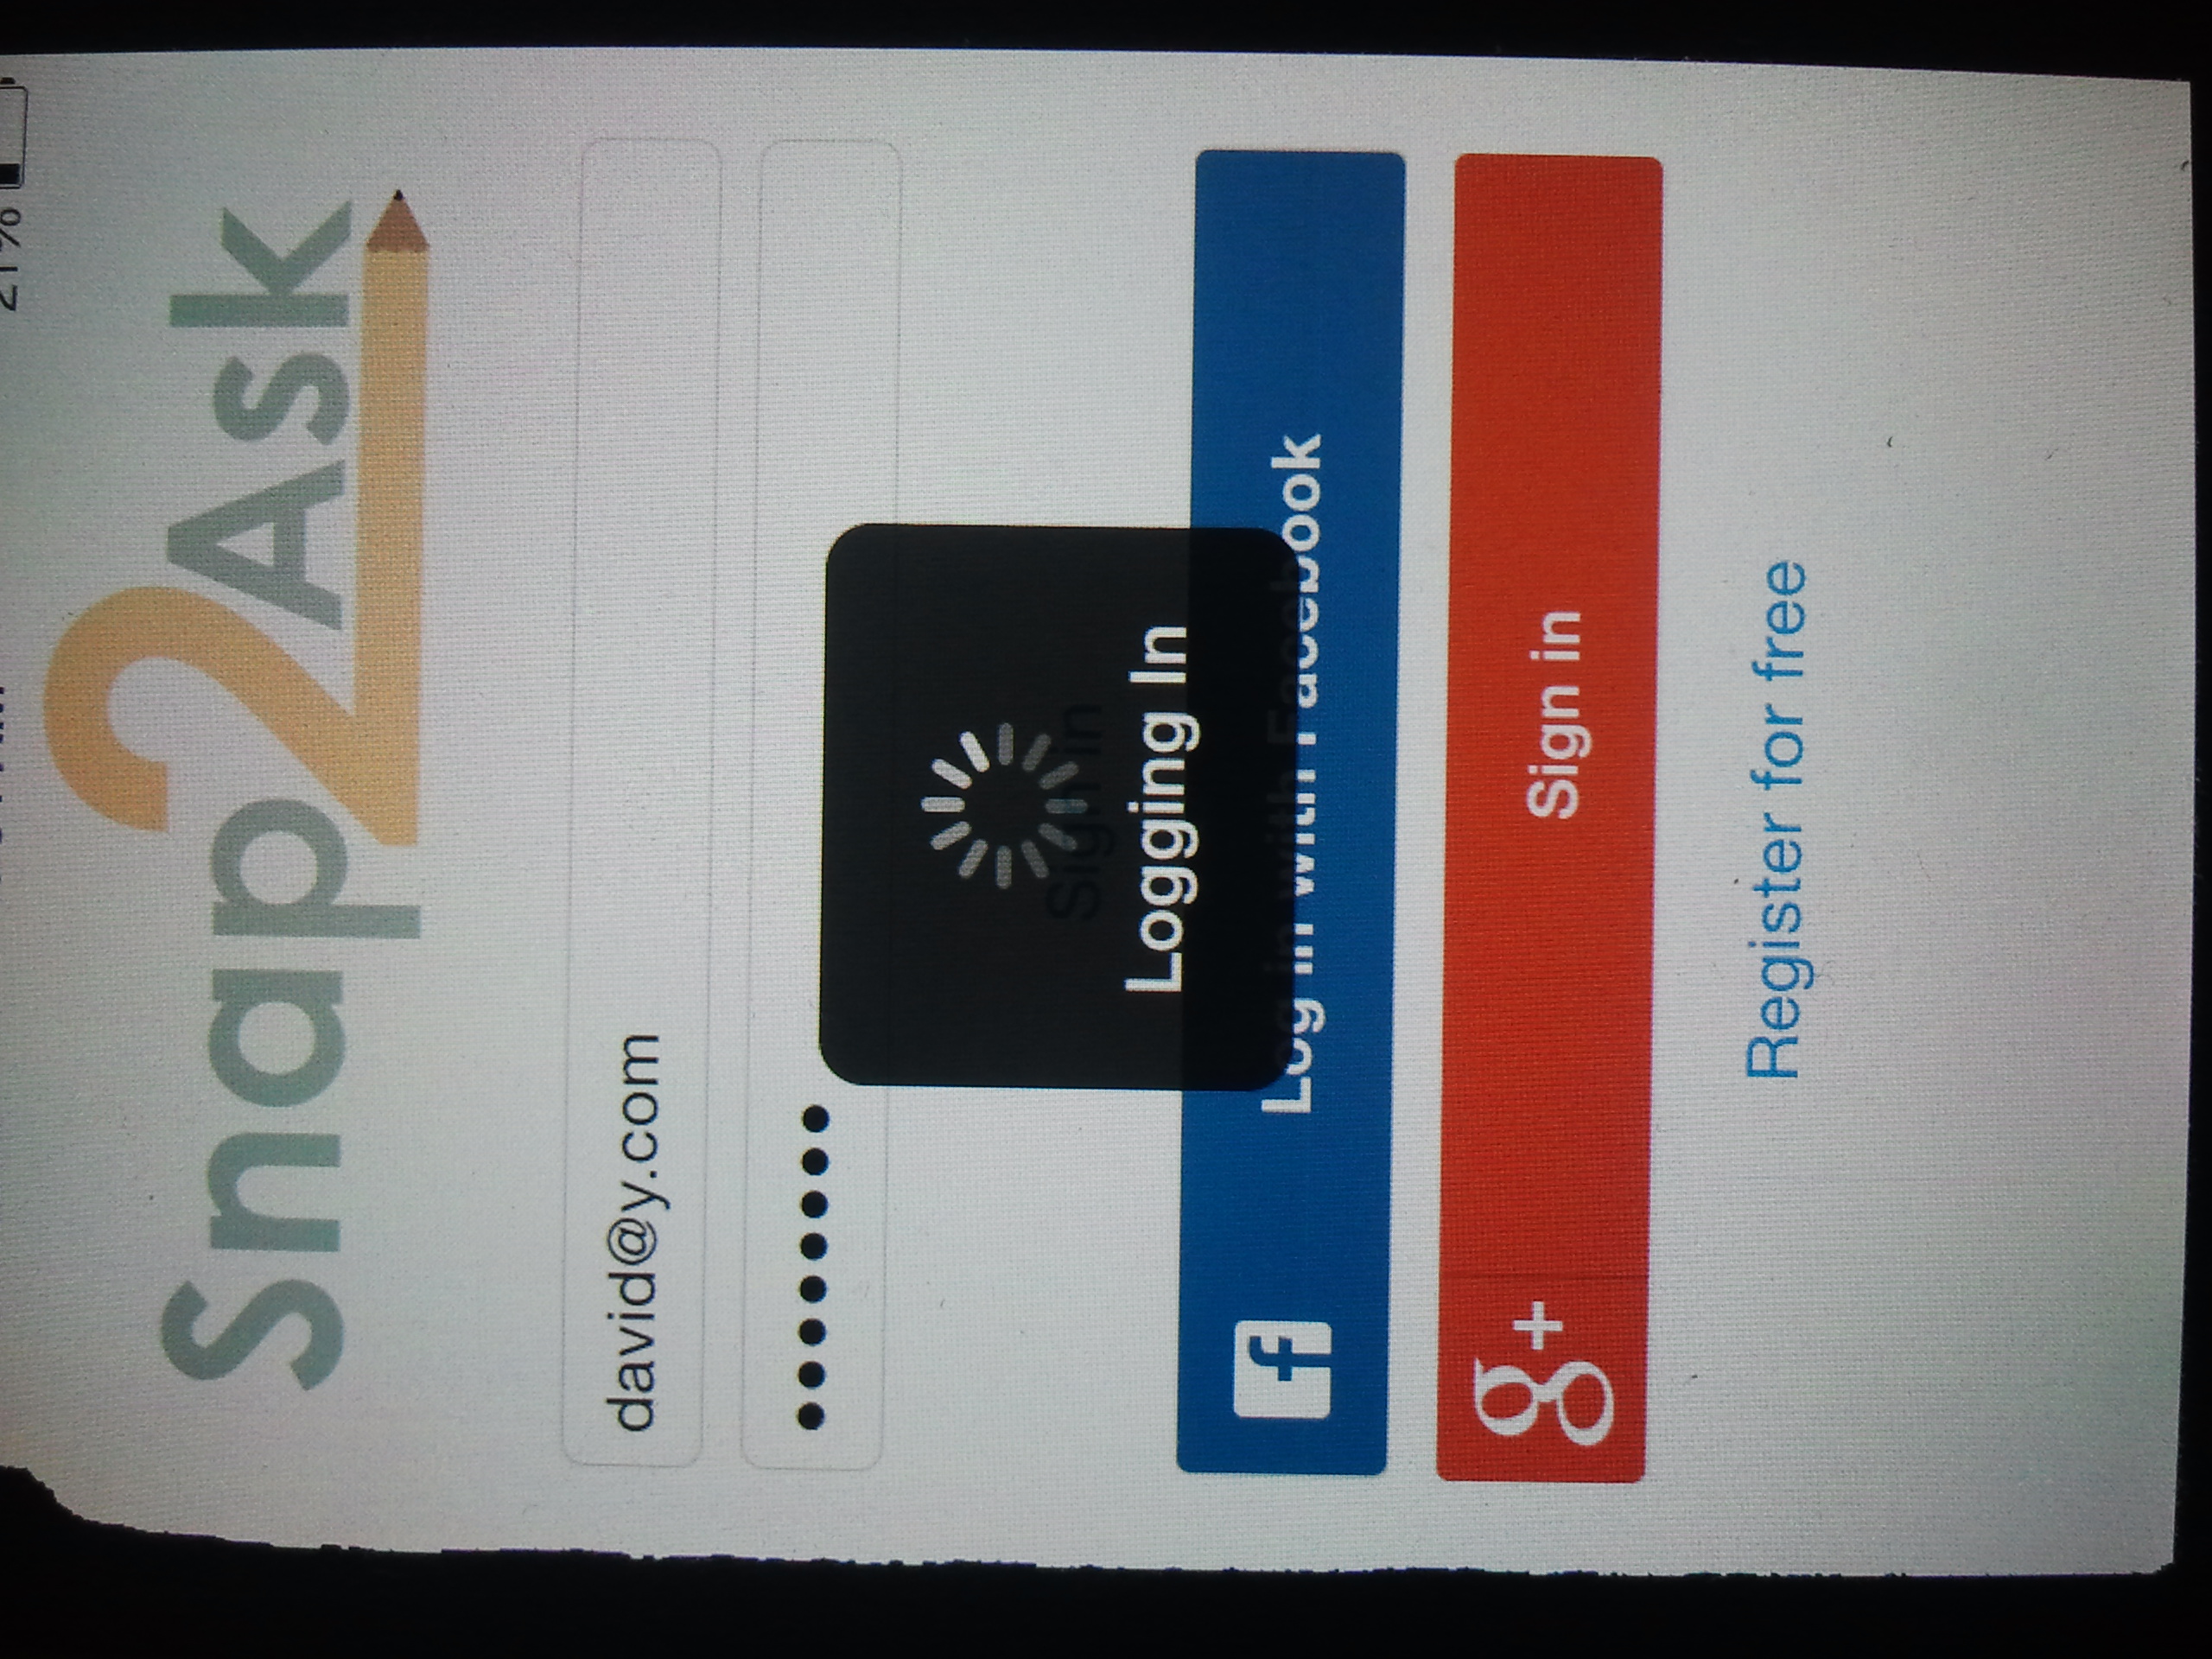 21%
Snap2Ask
david@y.com
••••••••
Sign in
Logging In
Log in with Facebook
g+ Sign in
Register for free